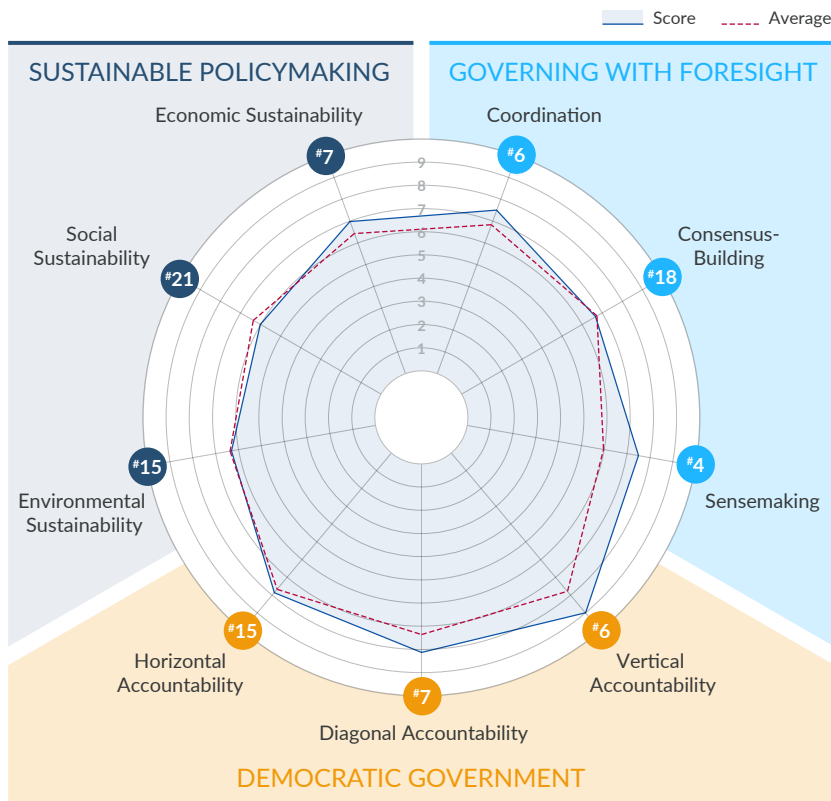 Score Average
SUSTAINABLE POLICYMAKING
GOVERNING WITH FORESIGHT
Economic Sustainability
Coordination
#7
#6
9
8
7
6
5
4
3
2
1
Social
Sustainability
#21
Consensus-
Building
#18
#15
Environmental
Sustainability
#4
Sensemaking
#15
Horizontal
Accountability
#6
Vertical
Accountability
#7
Diagonal Accountability
DEMOCRATIC GOVERNMENT